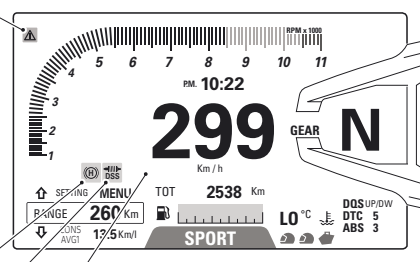 RPM x 1000
1 2 3 4 5 6 7 8 9 10 11
P.M. 10:22
299
Km / h
GEAR N
H DSS
SETTING MENU
TOT 2538 Km
RANGE 260 Km
CONS AVG1 13.5 Km/l
SPORT
LO °C
DQS UP/DW
DTC 5
ABS 3